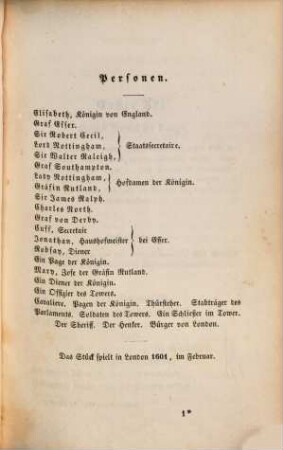 Personen.
Elisabeth, Königin von England.
Graf Essex.
Sir Robert Cecil,
Lord Nottingham, Staatssecretaire.
Sir Walter Raleigh,
Graf Southampton.
Lady Nottingham, Hofdamen der Königin.
Gräfin Rutland,
Sir James Ralph.
Charles North.
Graf von Derby.
Cuff, Secretair
Jonathan, Haushofmeister bei Essex.
Robsay, Diener
Ein Page der Königin.
Mary, Zofe der Gräfin Rutland.
Ein Diener der Königin.
Ein Offizier des Towers.
Cavaliere. Pagen der Königin. Thürsteher. Stabträger des
Parlaments. Soldaten des Towers. Ein Schließer im Tower.
Der Sheriff. Der Henker. Bürger von London.
Das Stück spielt in London 1601, im Februar.
1*